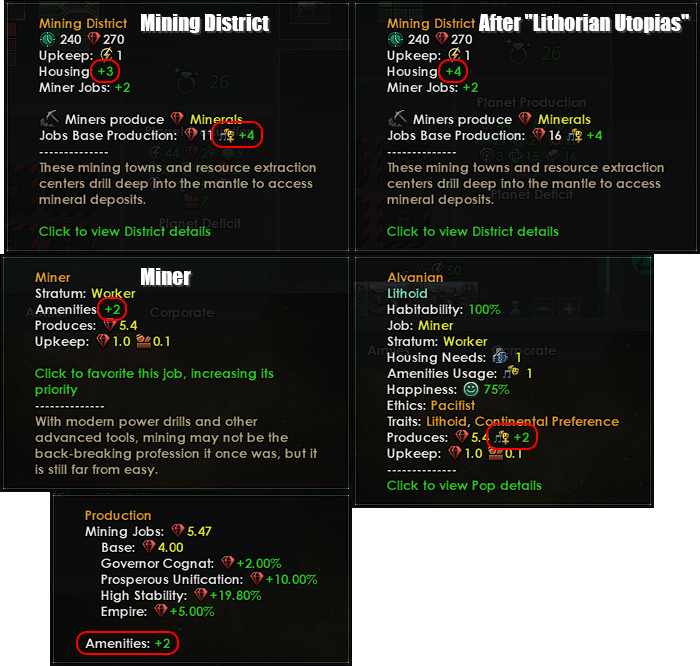 Mining District
Mining District
240 270
Upkeep: 1
Housing +3
Miner Jobs: +2
Miners produce Minerals
Jobs Base Production: 11 +4
--------------
These mining towns and resource extraction
centers drill deep into the mantle to access
mineral deposits.
Click to view District details
After "Lithorian Utopias"
Mining District
240 270
Upkeep: 1
Housing +4
Miner Jobs: +2
Planet Production
Miners produce Minerals
Jobs Base Production: 16 +4
--------------
These mining towns and resource extraction
centers drill deep into the mantle to access
mineral deposits.
Planet Deficit
Click to view District details
Miner
Miner
Stratum: Worker
Amenities +2
Corporate
Produces: 5.4
Upkeep: 1.0 0.1
Click to favorite this job, increasing its
priority
--------------
With modern power drills and other
advanced tools, mining may not be the
back-breaking profession it once was, but it
is still far from easy.
Alvanian
Lithoid
Habitability: 100%
Job: Miner
Stratum: Worker
Housing Needs: 1
Amenities Usage: 1
Happiness: 75%
Ethics: Pacifist
Traits: Lithoid, Continental Preference
Produces: 5.4 +2
Upkeep: 1.0 0.1
--------------
Click to view Pop details
Production
Mining Jobs: 5.47
Base: 4.00
Governor Cognat: +2.00%
Prosperous Unification: +10.00%
High Stability: +19.80%
Empire: +5.00%
Amenities: +2